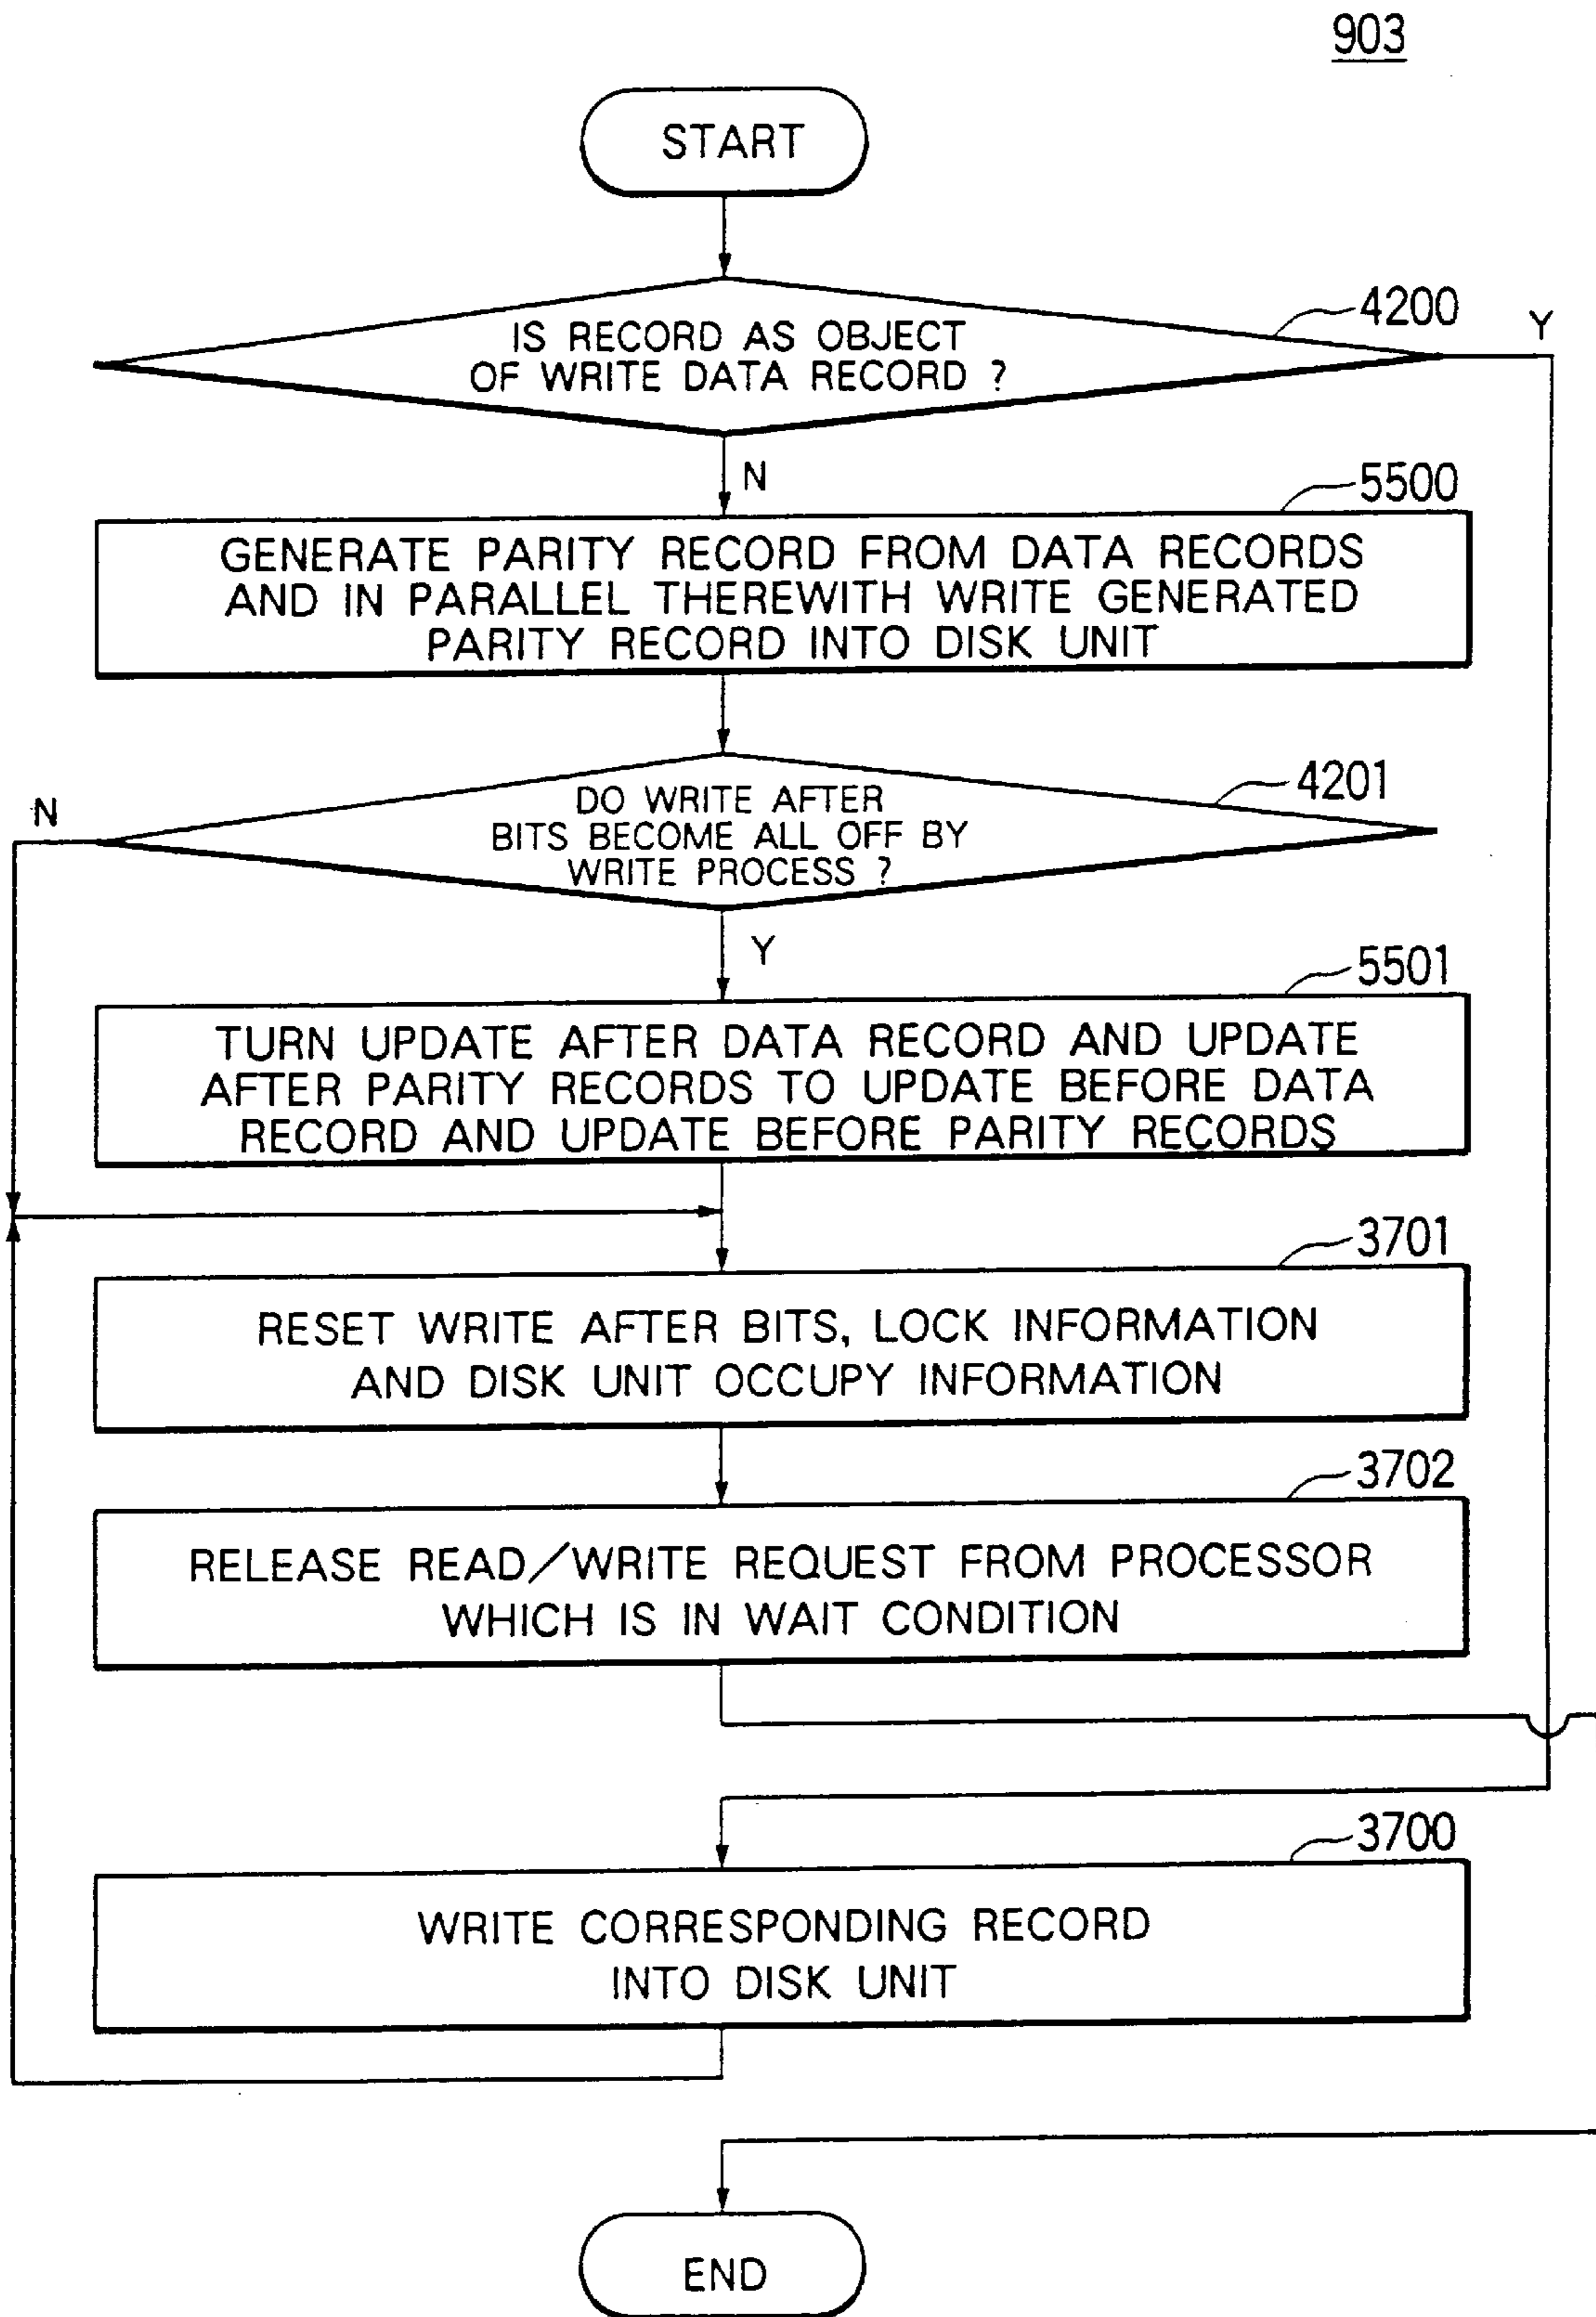 903
START
IS RECORD AS OBJECT
OF WRITE DATA RECORD ?
4200
Y
N
5500
GENERATE PARITY RECORD FROM DATA RECORDS
AND IN PARALLEL THEREWITH WRITE GENERATED
PARITY RECORD INTO DISK UNIT
4201
N
DO WRITE AFTER
BITS BECOME ALL OFF BY
WRITE PROCESS ?
Y
5501
TURN UPDATE AFTER DATA RECORD AND UPDATE
AFTER PARITY RECORDS TO UPDATE BEFORE DATA
RECORD AND UPDATE BEFORE PARITY RECORDS
3701
RESET WRITE AFTER BITS, LOCK INFORMATION
AND DISK UNIT OCCUPY INFORMATION
3702
RELEASE READ/WRITE REQUEST FROM PROCESSOR
WHICH IS IN WAIT CONDITION
3700
WRITE CORRESPONDING RECORD
INTO DISK UNIT
END